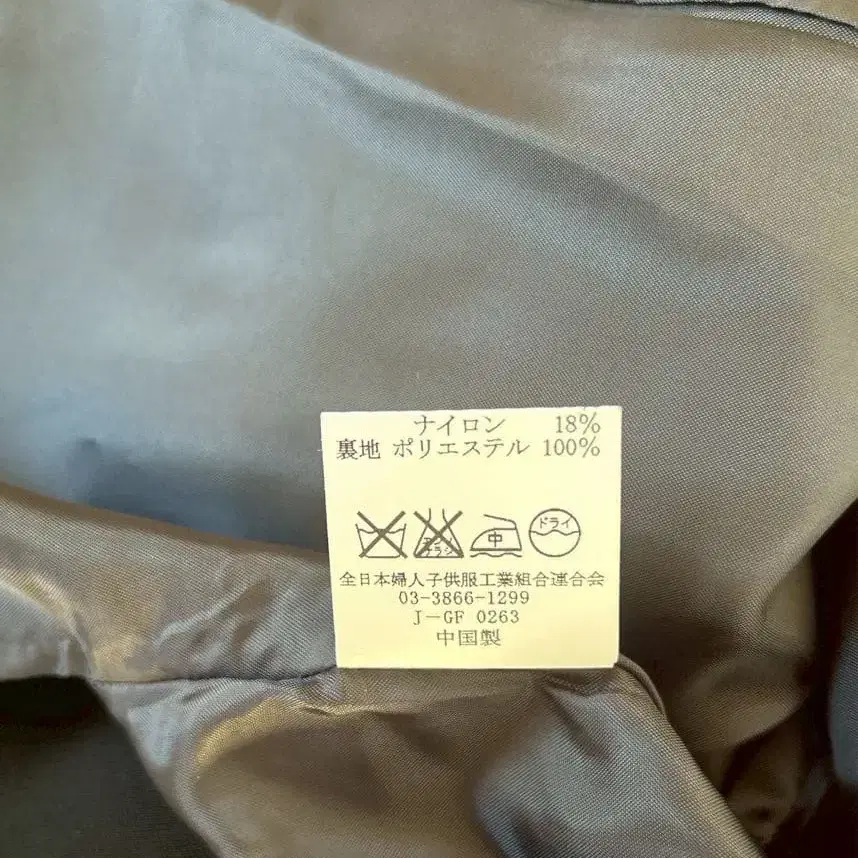 ナイロン 18%
裏地 ポリエステル 100%
中 ドライ
全日本婦人子供服工業組合連合会
03-3866-1299
J-GF 0263
中国製